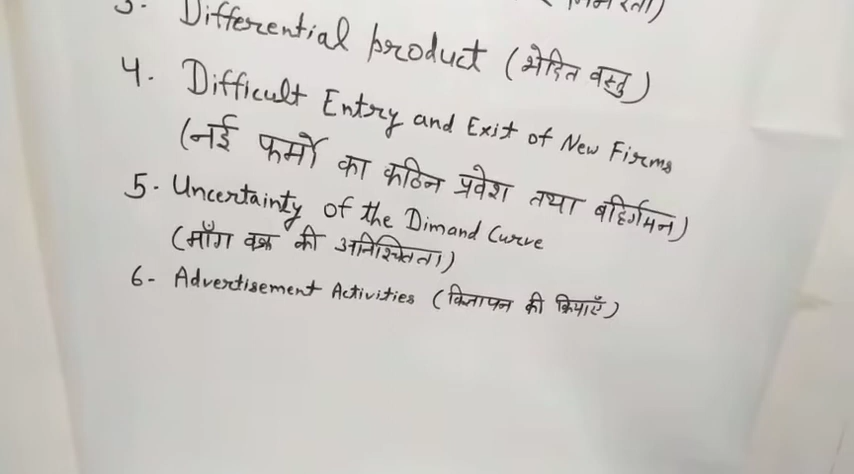 3. Differential product (भेदित वस्तु)
4. Difficult Entry and Exit of New Firms
(नई फर्मों का कठिन प्रवेश तथा बहिर्गमन)
5. Uncertainty of the Dimand Curve
(माँग वक्र की अनिश्चितता)
6- Advertisement Activities (विज्ञापन की क्रियाएँ)